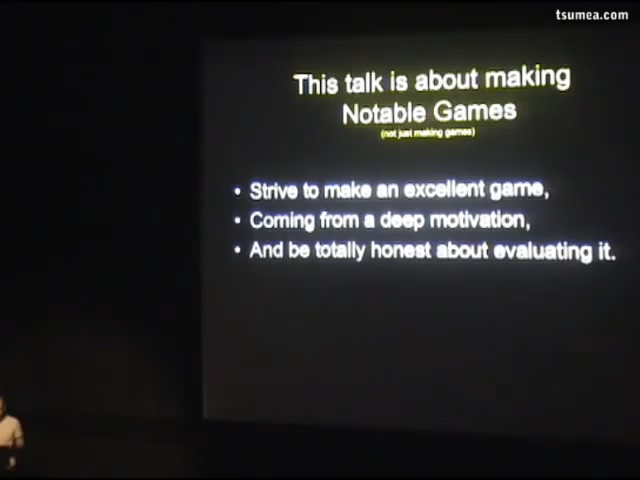 tsumea.com
This talk is about making
Notable Games
(not just making games)
• Strive to make an excellent game,
• Coming from a deep motivation,
• And be totally honest about evaluating it.